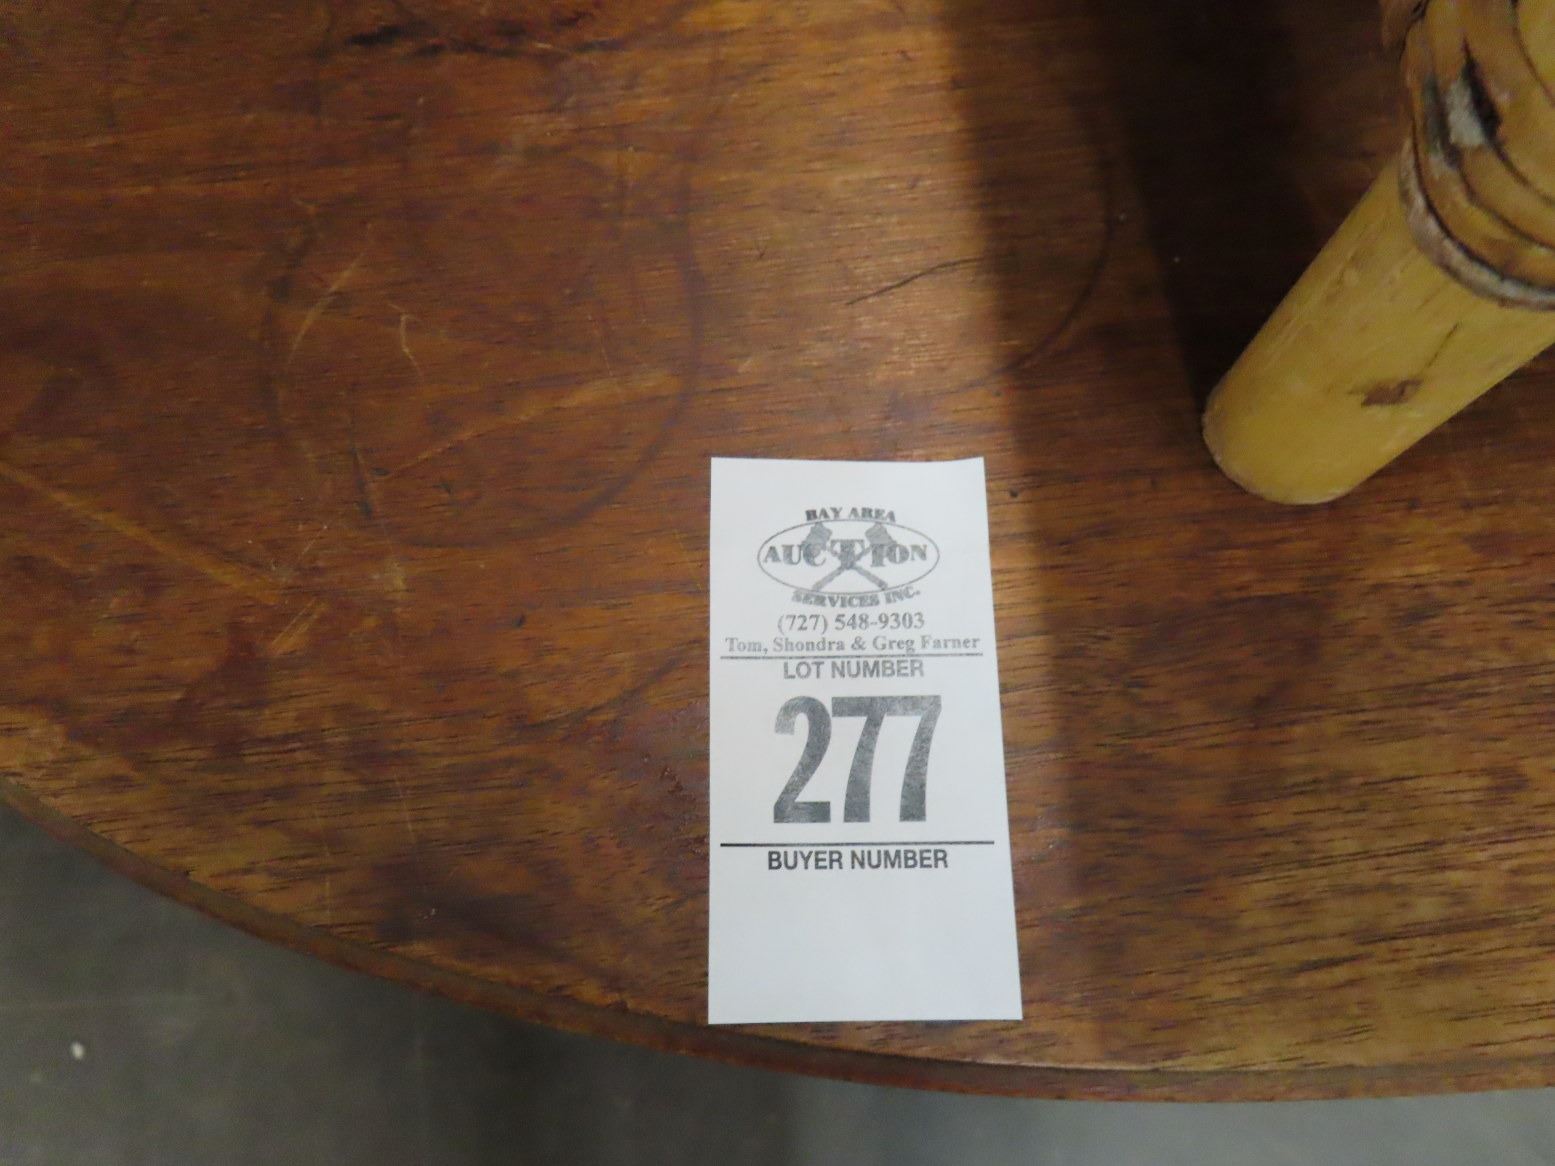 BAY AREA
AUCTION
SERVICES INC.
(727) 548-9303
Tom, Shondra & Greg Farner
LOT NUMBER
277
BUYER NUMBER